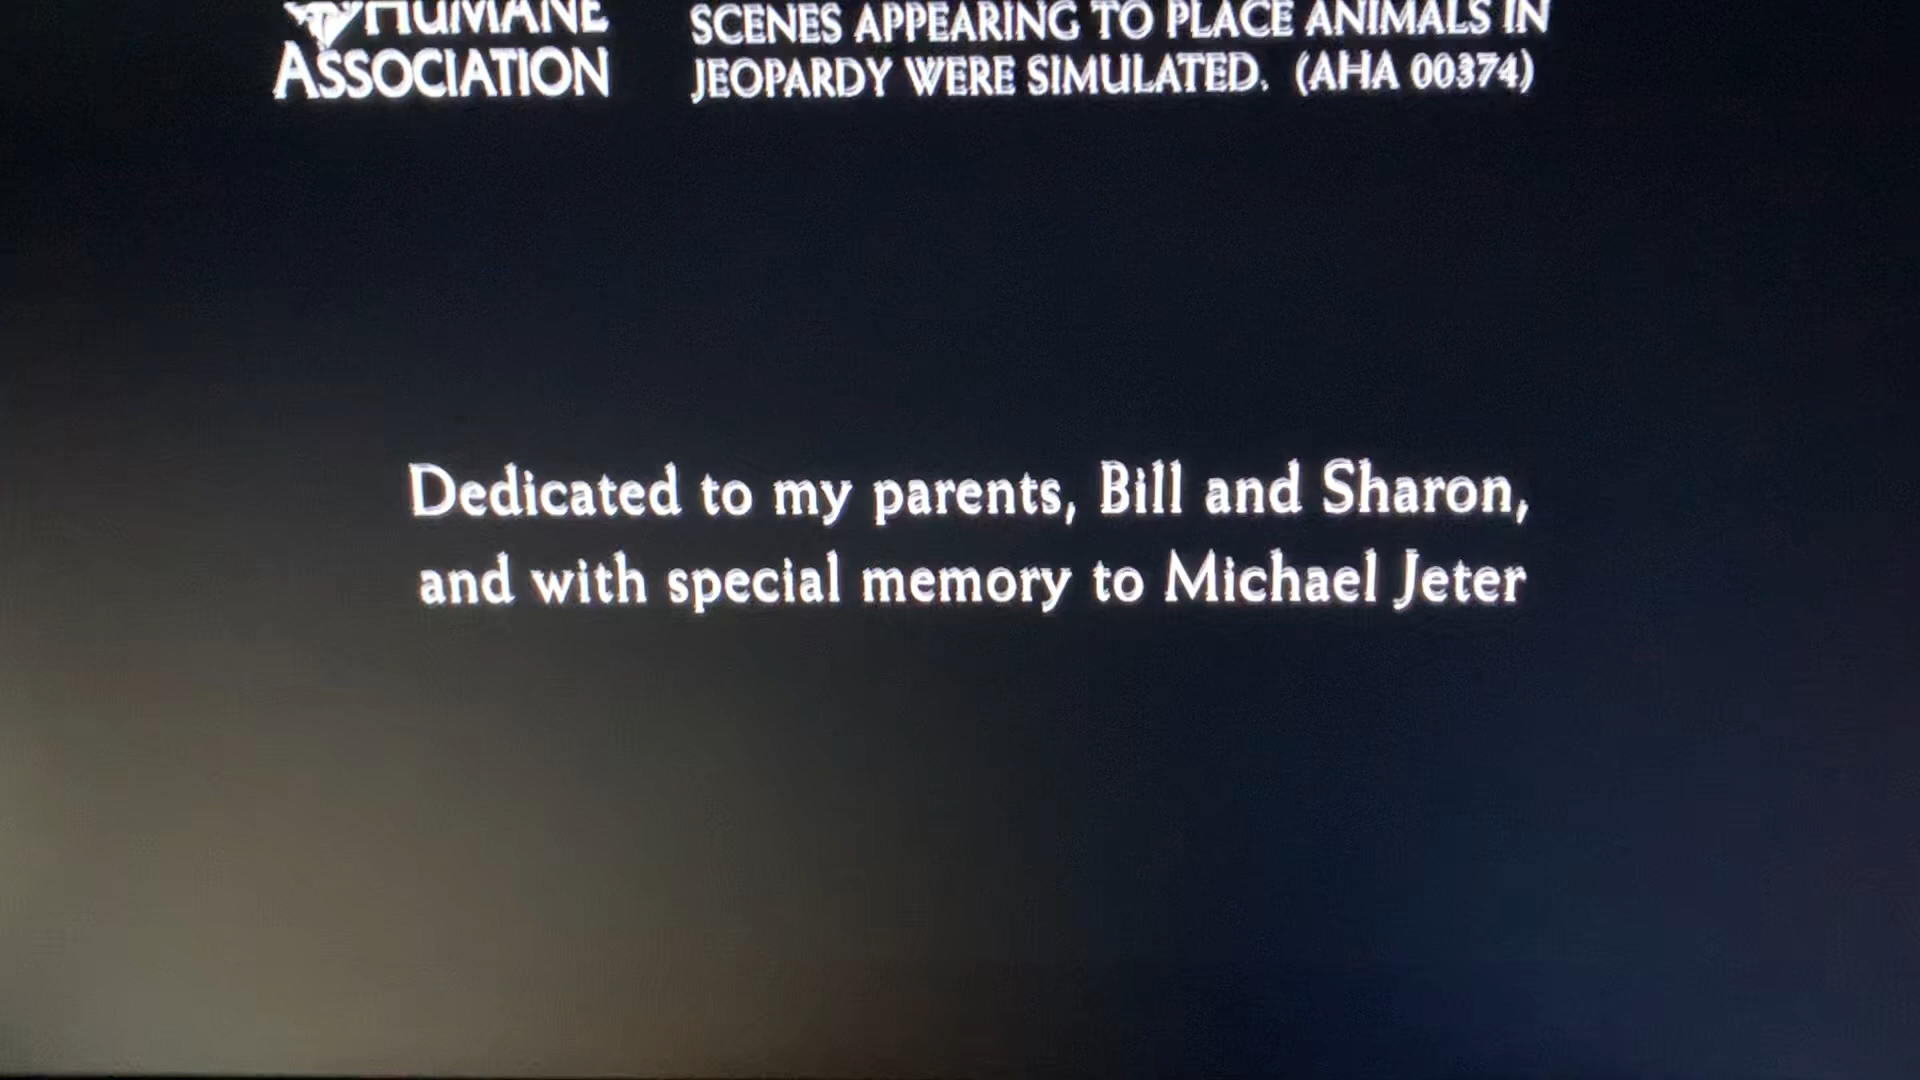 HUMANE
ASSOCIATION
SCENES APPEARING TO PLACE ANIMALS IN
JEOPARDY WERE SIMULATED. (AHA 00374)
Dedicated to my parents, Bill and Sharon,
and with special memory to Michael Jeter